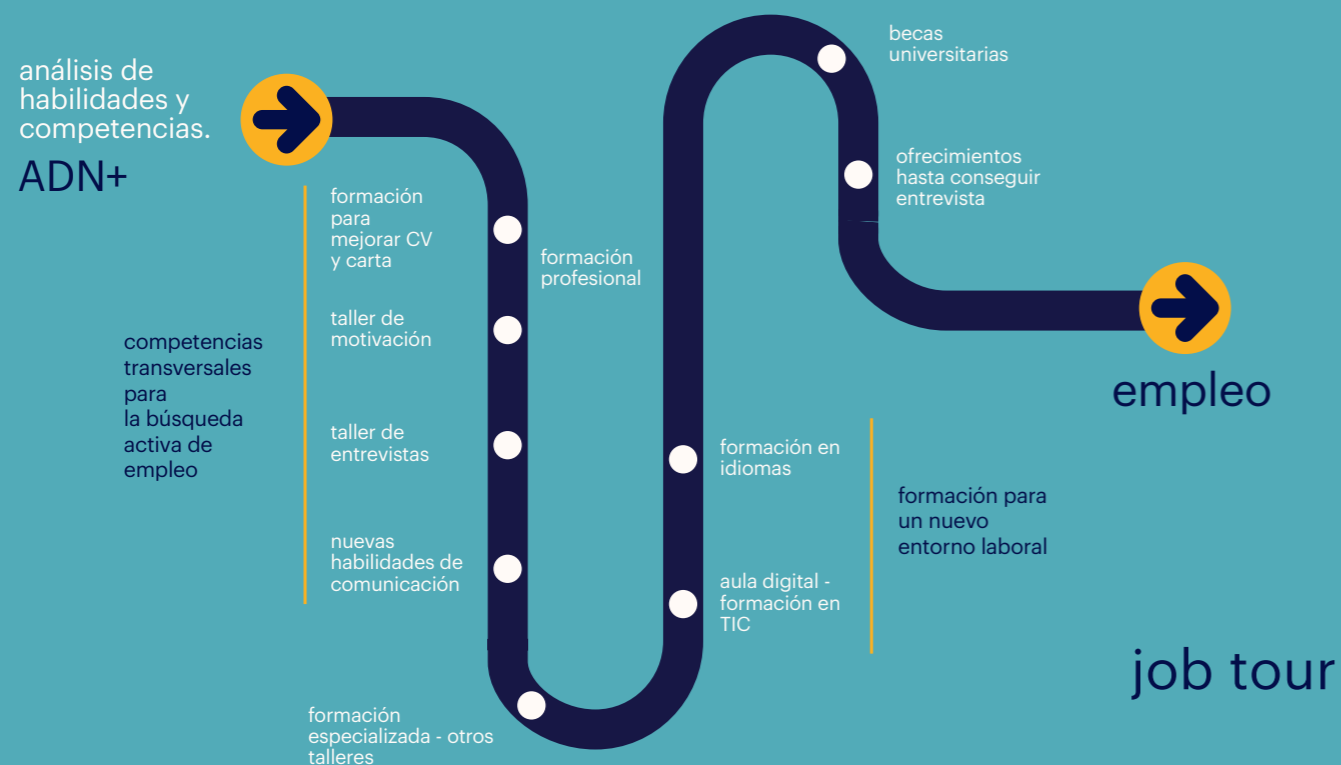 análisis de
habilidades y
competencias.
ADN+
formación
para
mejorar CV
y carta
formación
profesional
taller de
motivación
competencias
transversales
para
la búsqueda
activa de
empleo
taller de
entrevistas
nuevas
habilidades de
comunicación
formación
especializada - otros
talleres
aula digital -
formación en
TIC
formación en
idiomas
formación para
un nuevo
entorno laboral
becas
universitarias
ofrecimientos
hasta conseguir
entrevista
empleo
job tour